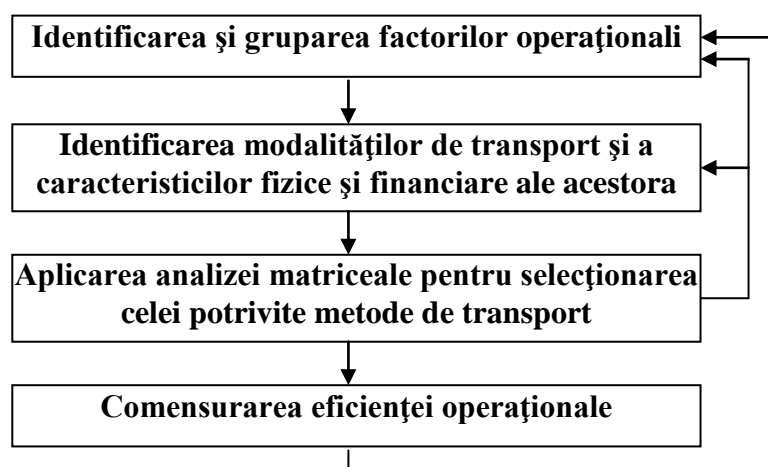 Identificarea şi gruparea factorilor operaţionali
Identificarea modalităţilor de transport şi a
caracteristicilor fizice şi financiare ale acestora
Aplicarea analizei matriceale pentru selecţionarea
celei potrivite metode de transport
Comensurarea eficienţei operaţionale